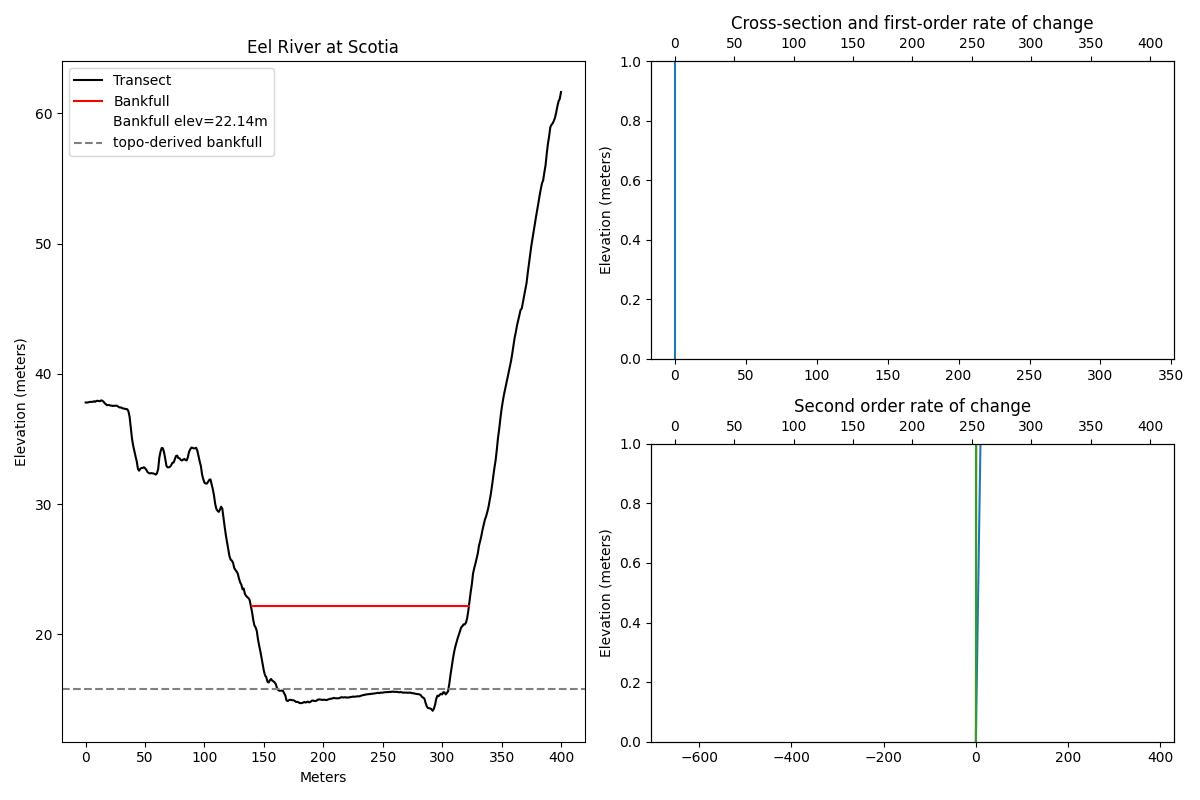 Eel River at Scotia
Transect
Bankfull
Bankfull elev=22.14m
topo-derived bankfull
60
50
40
30
20
Elevation (meters)
0 50 100 150 200 250 300 350 400
Meters
Cross-section and first-order rate of change
0 50 100 150 200 250 300 350 400
1.0
0.8
0.6
0.4
0.2
0.0
Elevation (meters)
0 50 100 150 200 250 300 350
Second order rate of change
0 50 100 150 200 250 300 350 400
1.0
0.8
0.6
0.4
0.2
0.0
Elevation (meters)
−600 −400 −200 0 200 400